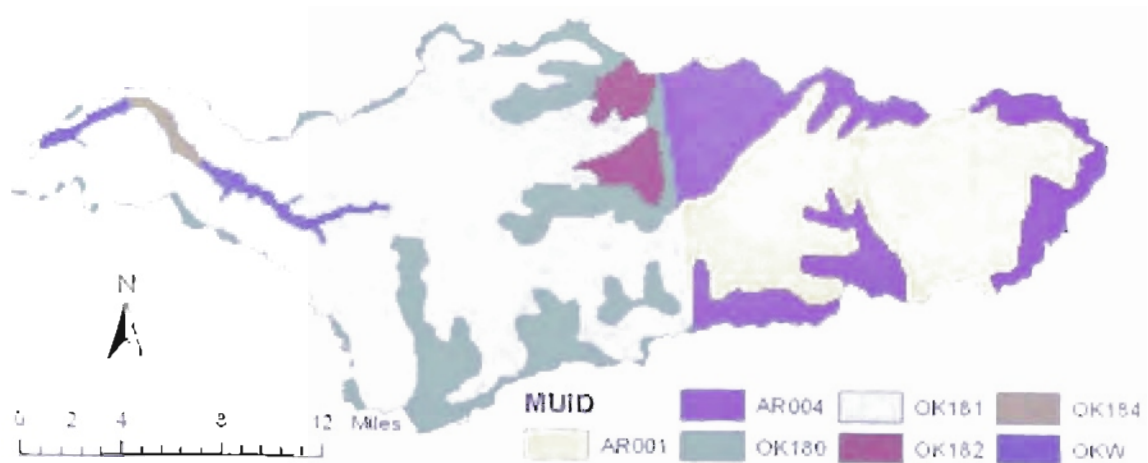 N
0 2 4 8 12 Miles
MUID
AR004 OK181 OK184
AR001 OK180 OK182 OKW